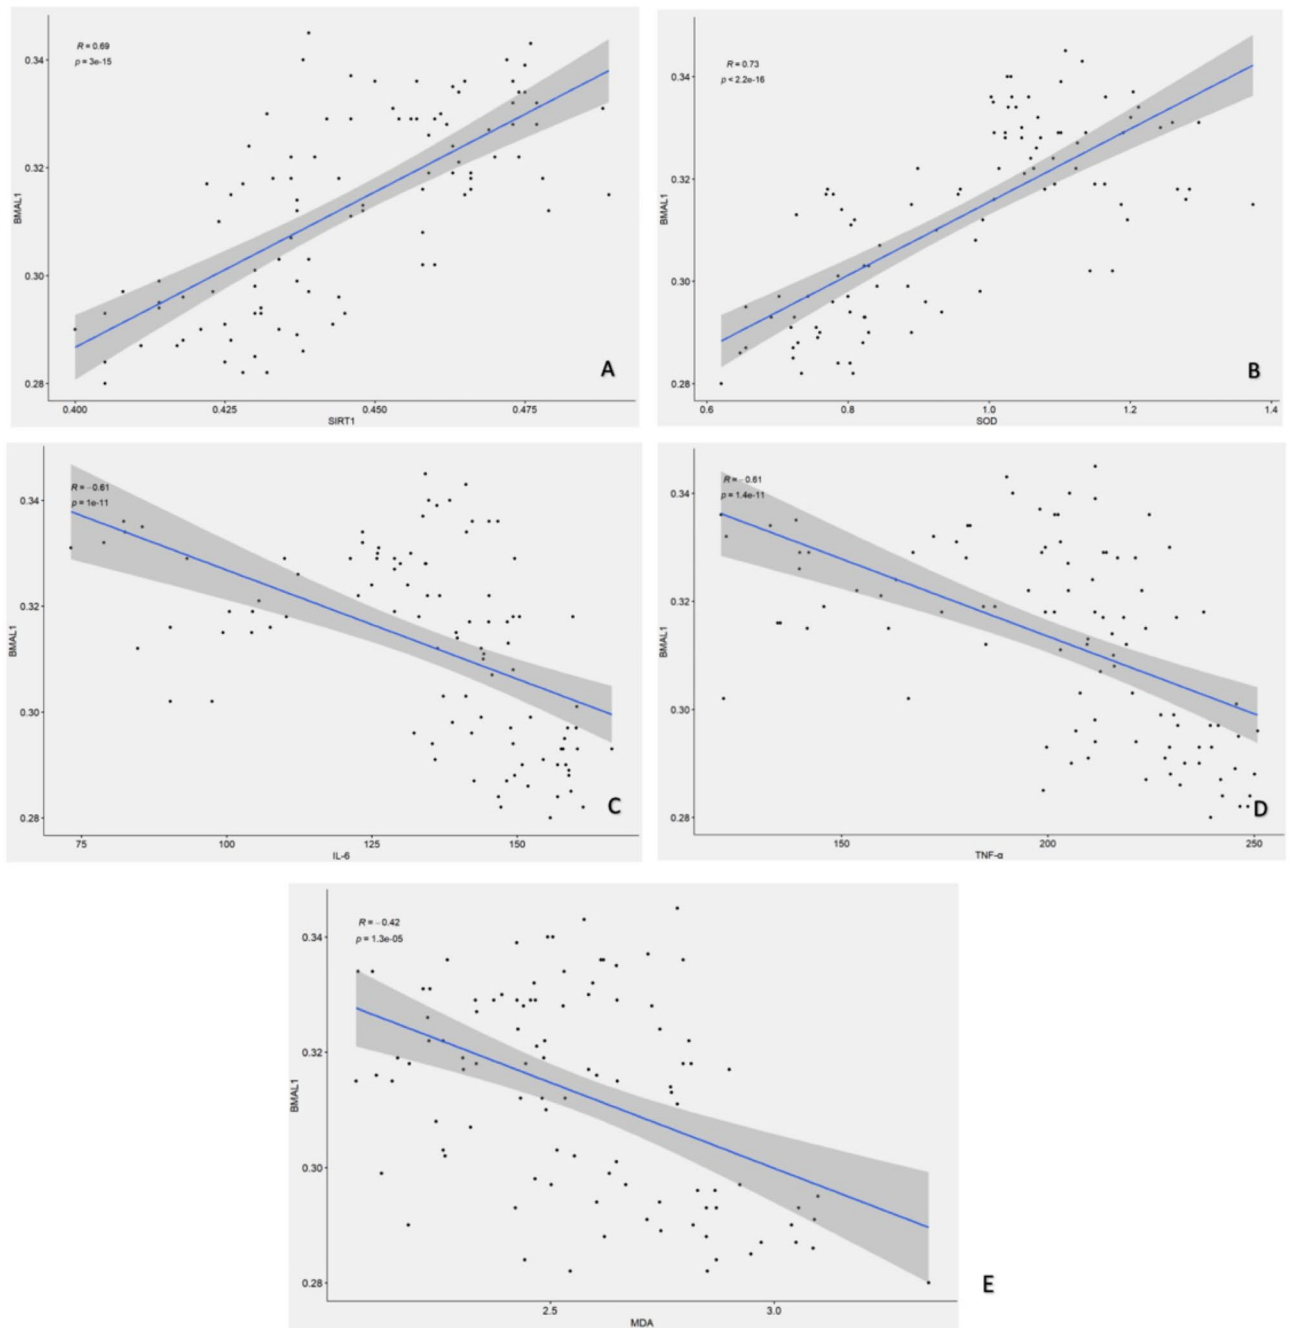 R = 0.69
p = 3e-15
0.34
0.32
0.30
0.28
BMAL1
0.400 0.425 0.450 0.475
SIRT1
A
R = 0.73
p < 2.2e-16
0.34
0.32
0.30
0.28
BMAL1
0.6 0.8 1.0 1.2 1.4
SOD
B
R = −0.61
p = 1e-11
0.34
0.32
0.30
0.28
BMAL1
75 100 125 150
IL-6
C
R = −0.61
p = 1.4e-11
0.34
0.32
0.30
0.28
BMAL1
150 200 250
TNF-α
D
R = −0.42
p = 1.3e-05
0.34
0.32
0.30
0.28
BMAL1
2.5 3.0
MDA
E